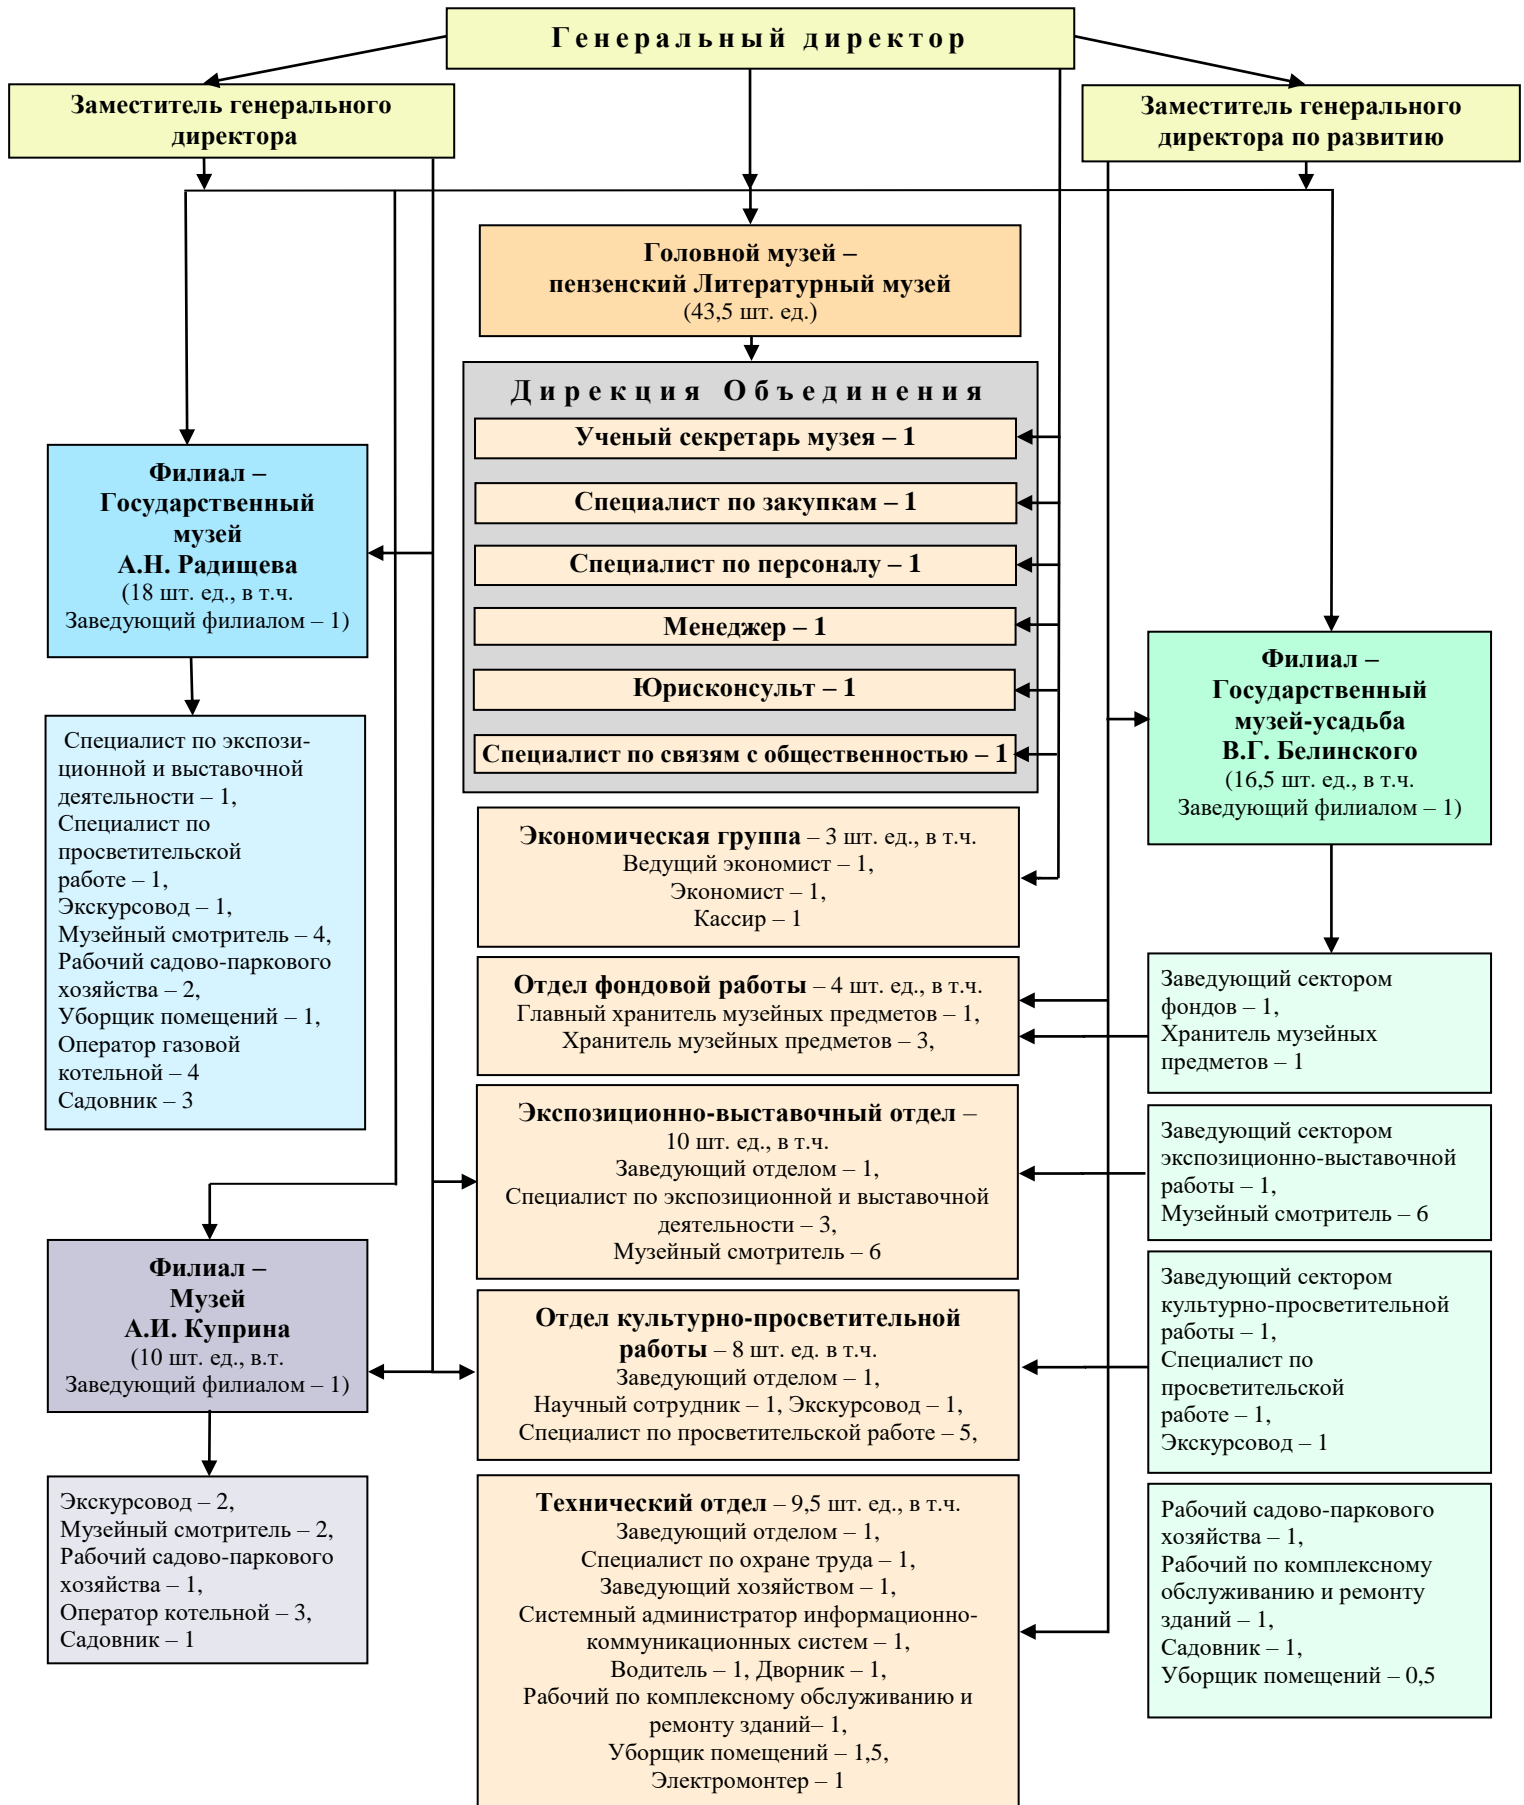 Генеральный директор
Заместитель генерального
директора
Заместитель генерального
директора по развитию
Головной музей –
пензенский Литературный музей
(43,5 шт. ед.)
Дирекция Объединения
Ученый секретарь музея – 1
Специалист по закупкам – 1
Специалист по персоналу – 1
Менеджер – 1
Юрисконсульт – 1
Специалист по связям с общественностью – 1
Филиал –
Государственный
музей
А.Н. Радищева
(18 шт. ед., в т.ч.
Заведующий филиалом – 1)
Специалист по экспози-
ционной и выставочной
деятельности – 1,
Специалист по
просветительской
работе – 1,
Экскурсовод – 1,
Музейный смотритель – 4,
Рабочий садово-паркового
хозяйства – 2,
Уборщик помещений – 1,
Оператор газовой
котельной – 4
Садовник – 3
Филиал –
Музей
А.И. Куприна
(10 шт. ед., в.т.
Заведующий филиалом – 1)
Экскурсовод – 2,
Музейный смотритель – 2,
Рабочий садово-паркового
хозяйства – 1,
Оператор котельной – 3,
Садовник – 1
Экономическая группа – 3 шт. ед., в т.ч.
Ведущий экономист – 1,
Экономист – 1,
Кассир – 1
Отдел фондовой работы – 4 шт. ед., в т.ч.
Главный хранитель музейных предметов – 1,
Хранитель музейных предметов – 3,
Экспозиционно-выставочный отдел –
10 шт. ед., в т.ч.
Заведующий отделом – 1,
Специалист по экспозиционной и выставочной
деятельности – 3,
Музейный смотритель – 6
Отдел культурно-просветительной
работы – 8 шт. ед. в т.ч.
Заведующий отделом – 1,
Научный сотрудник – 1, Экскурсовод – 1,
Специалист по просветительской работе – 5,
Технический отдел – 9,5 шт. ед., в т.ч.
Заведующий отделом – 1,
Специалист по охране труда – 1,
Заведующий хозяйством – 1,
Системный администратор информационно-
коммуникационных систем – 1,
Водитель – 1, Дворник – 1,
Рабочий по комплексному обслуживанию и
ремонту зданий– 1,
Уборщик помещений – 1,5,
Электромонтер – 1
Филиал –
Государственный
музей-усадьба
В.Г. Белинского
(16,5 шт. ед., в т.ч.
Заведующий филиалом – 1)
Заведующий сектором
фондов – 1,
Хранитель музейных
предметов – 1
Заведующий сектором
экспозиционно-выставочной
работы – 1,
Музейный смотритель – 6
Заведующий сектором
культурно-просветительной
работы – 1,
Специалист по
просветительской
работе – 1,
Экскурсовод – 1
Рабочий садово-паркового
хозяйства – 1,
Рабочий по комплексному
обслуживанию и ремонту
зданий – 1,
Садовник – 1,
Уборщик помещений – 0,5